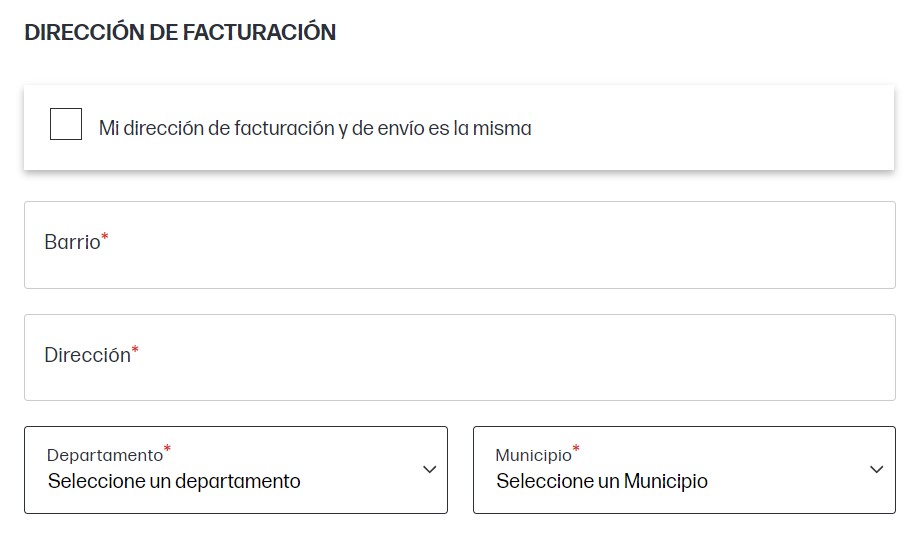 DIRECCIÓN DE FACTURACIÓN
Mi dirección de facturación y de envío es la misma
Barrio*
Dirección*
Departamento*
Seleccione un departamento
Municipio*
Seleccione un Municipio